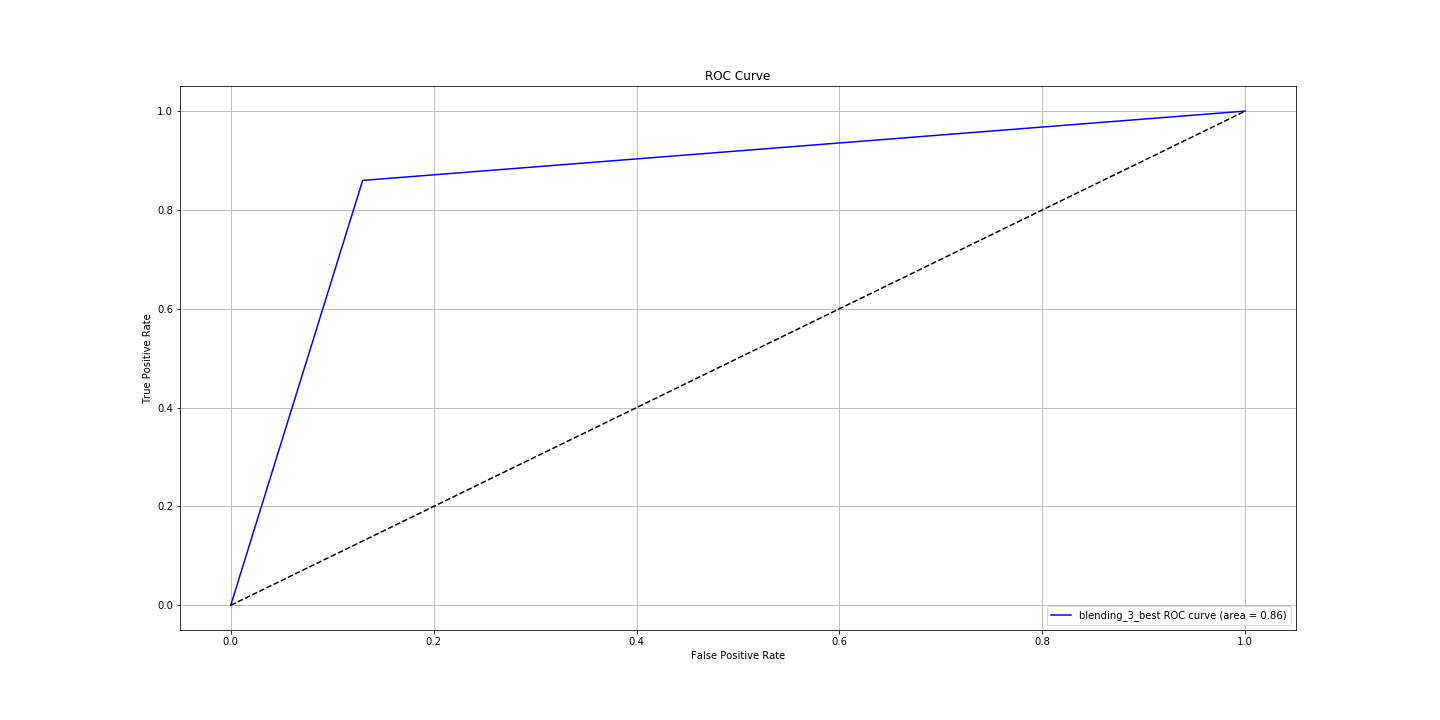 ROC Curve
1.0
0.8
0.6
0.4
0.2
0.0
True Positive Rate
blending_3_best ROC curve (area = 0.86)
0.0 0.2 0.4 0.6 0.8 1.0
False Positive Rate